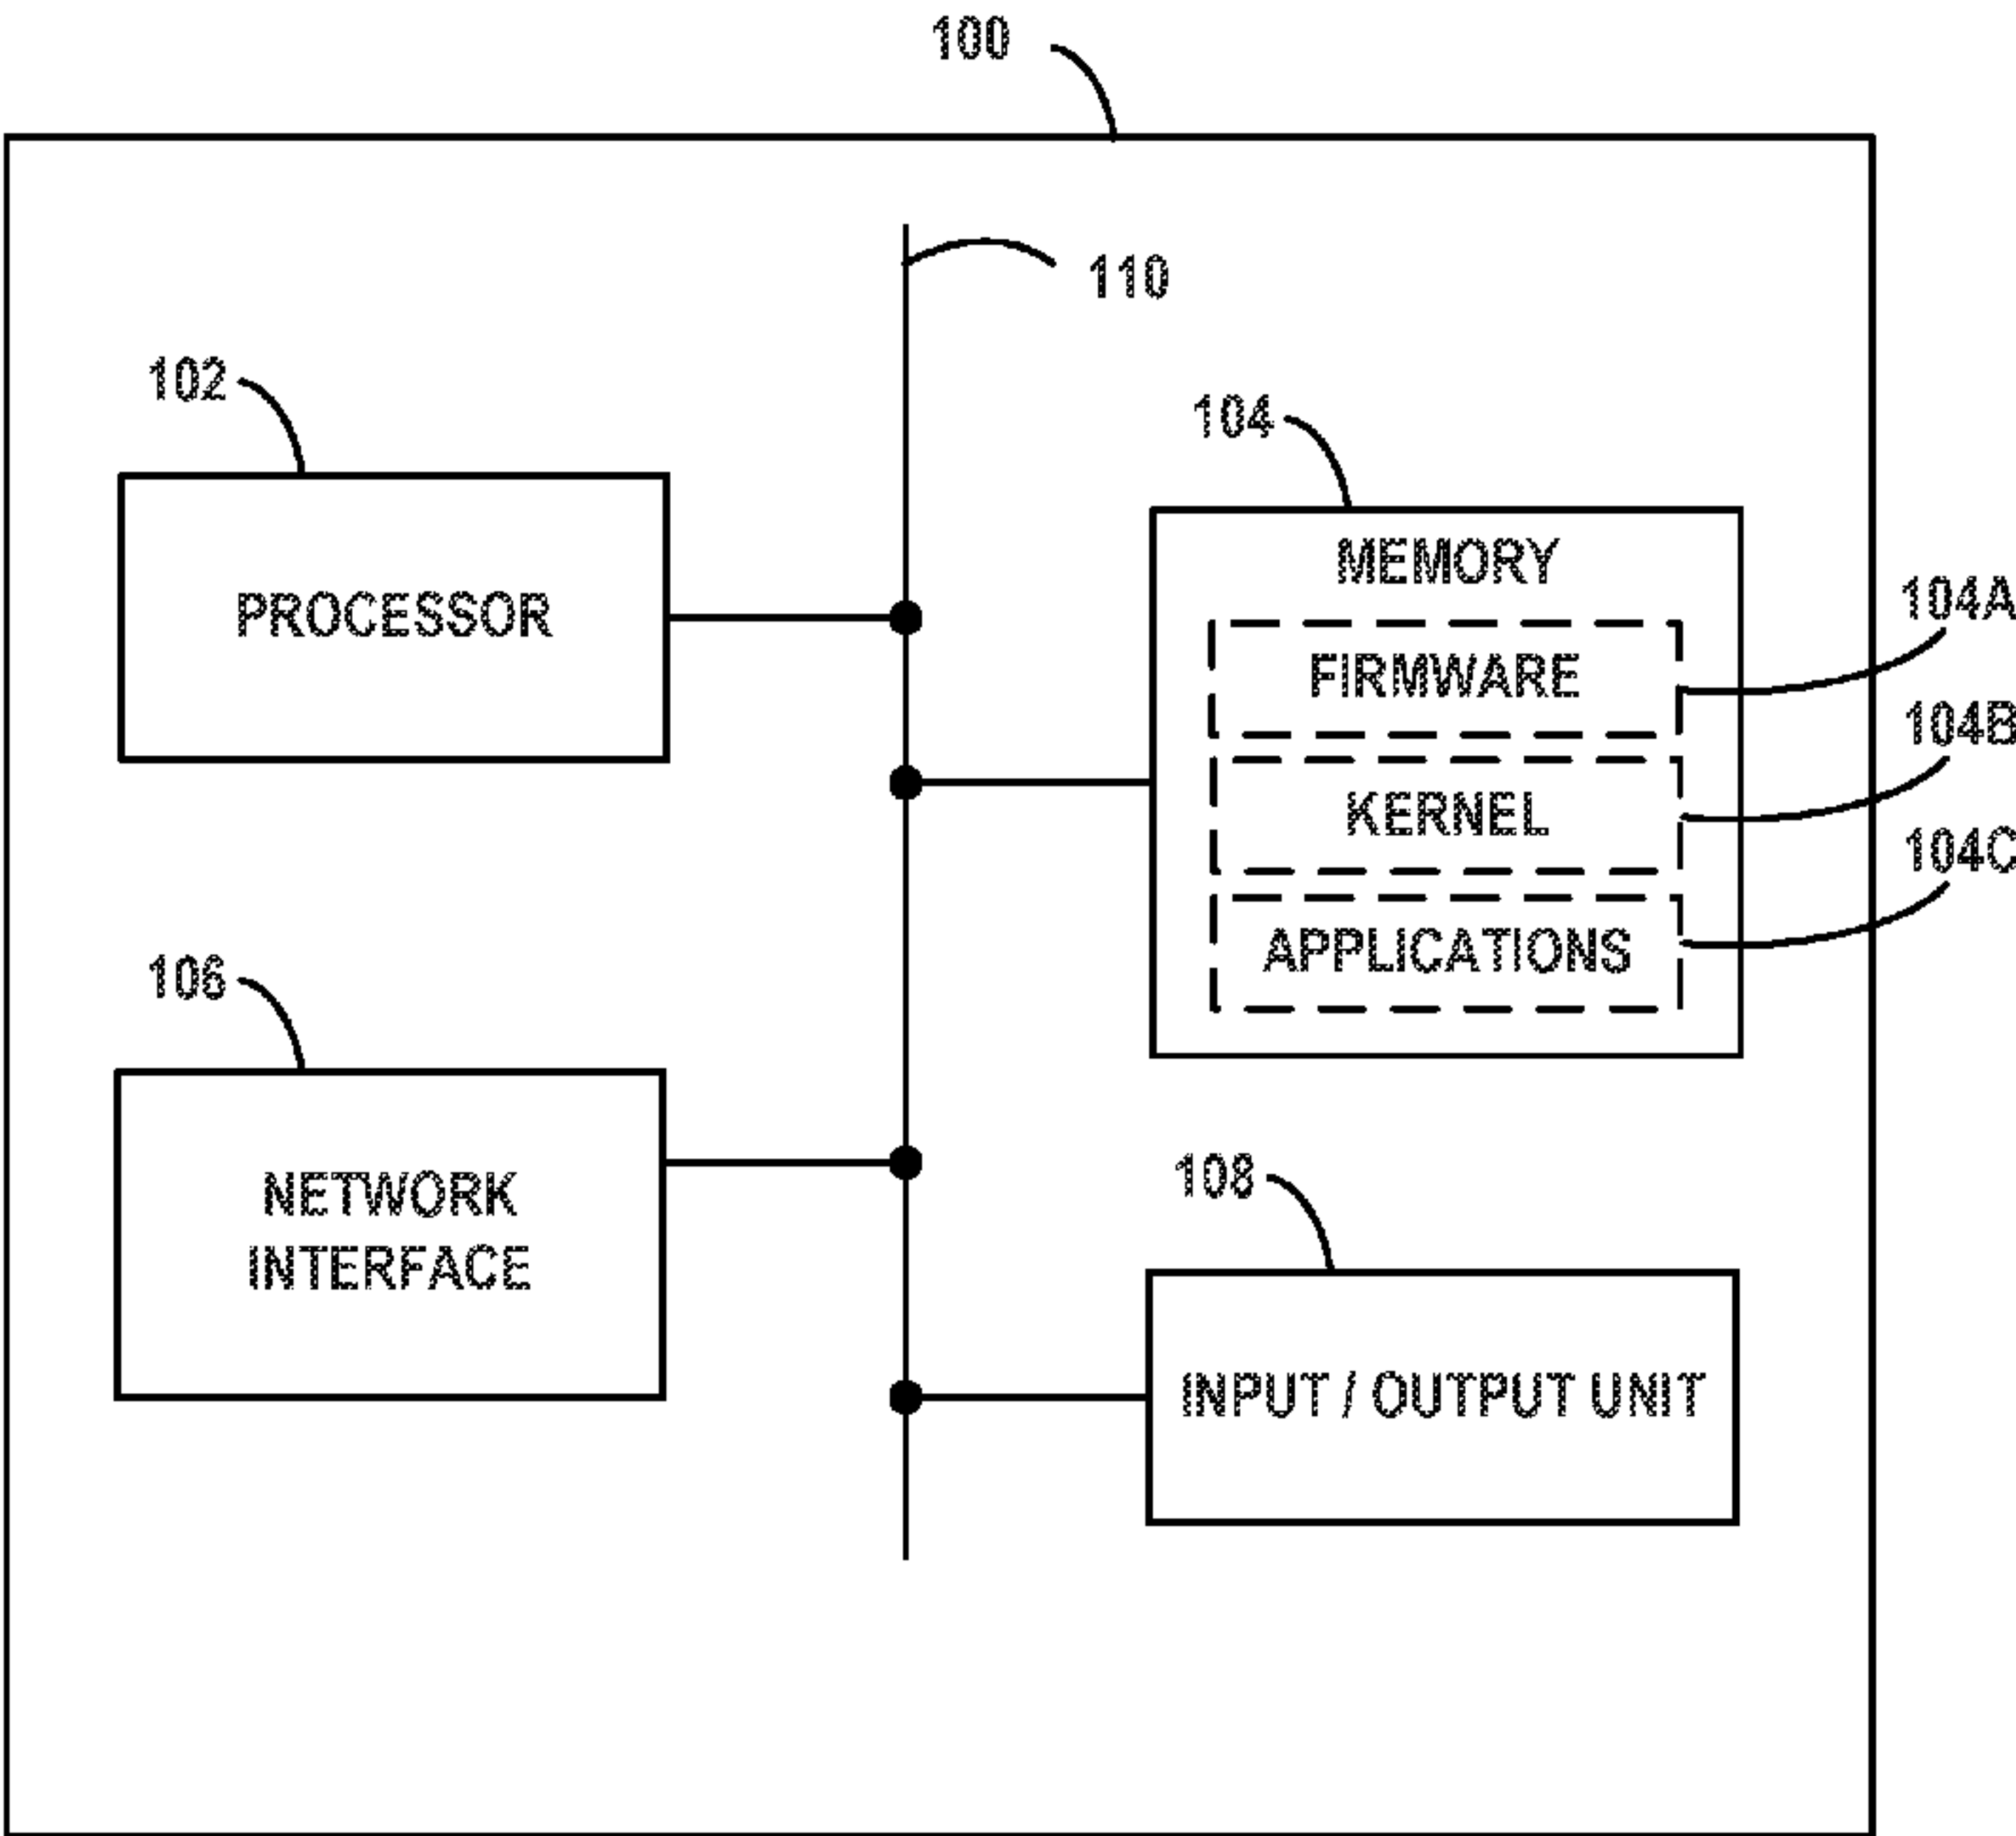 100
110
102
104
PROCESSOR
MEMORY
FIRMWARE
104A
KERNEL
104B
APPLICATIONS
104C
106
NETWORK
INTERFACE
108
INPUT / OUTPUT UNIT